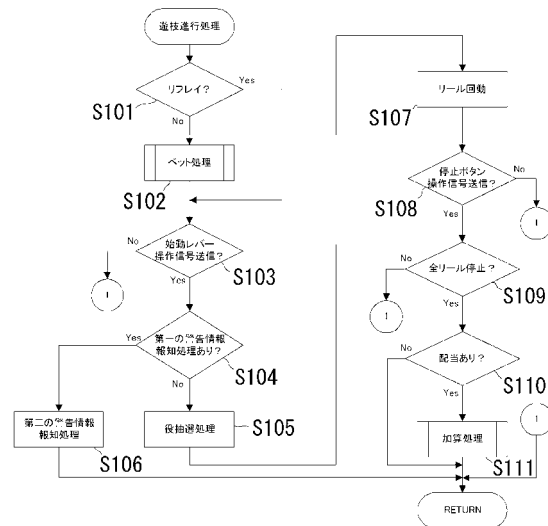 遊技進行処理
リプレイ?
Yes
S101
No
ベット処理
S102
始動レバー
操作信号送信?
No
S103
Yes
1
第一の警告情報
報知処理あり?
Yes
S104
No
第二の警告情報
報知処理
S106
役抽選処理
S105
リール回動
S107
停止ボタン
操作信号送信?
No
S108
Yes
1
全リール停止?
No
S109
Yes
1
配当あり?
No
S110
Yes
加算処理
S111
1
RETURN